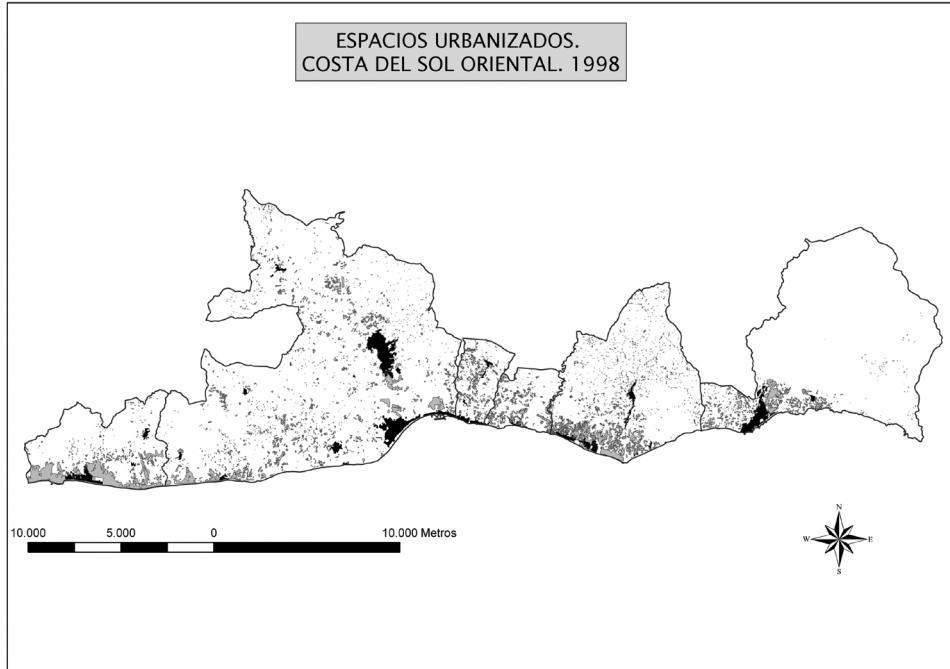 ESPACIOS URBANIZADOS.
COSTA DEL SOL ORIENTAL. 1998
10.000 5.000 0 10.000 Metros
N
W E
S